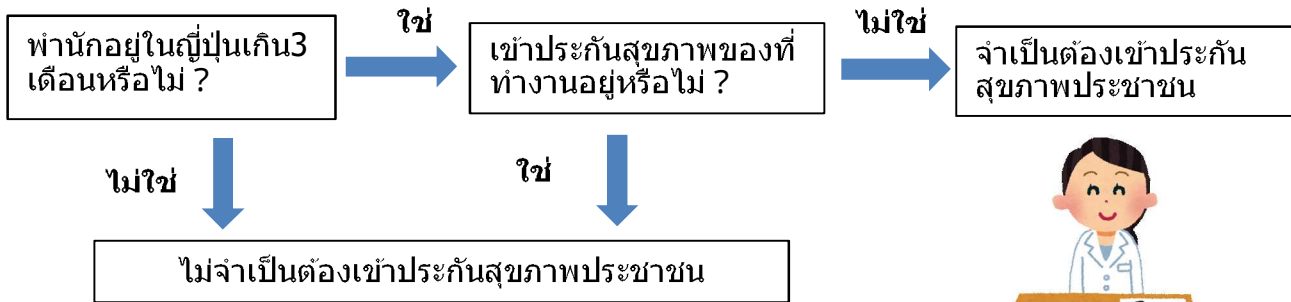 พำนักอยู่ในญี่ปุ่นเกิน3
เดือนหรือไม่ ?
ใช่
เข้าประกันสุขภาพของที่
ทำงานอยู่หรือไม่ ?
ไม่ใช่
จำเป็นต้องเข้าประกัน
สุขภาพประชาชน
ไม่ใช่
ใช่
ไม่จำเป็นต้องเข้าประกันสุขภาพประชาชน